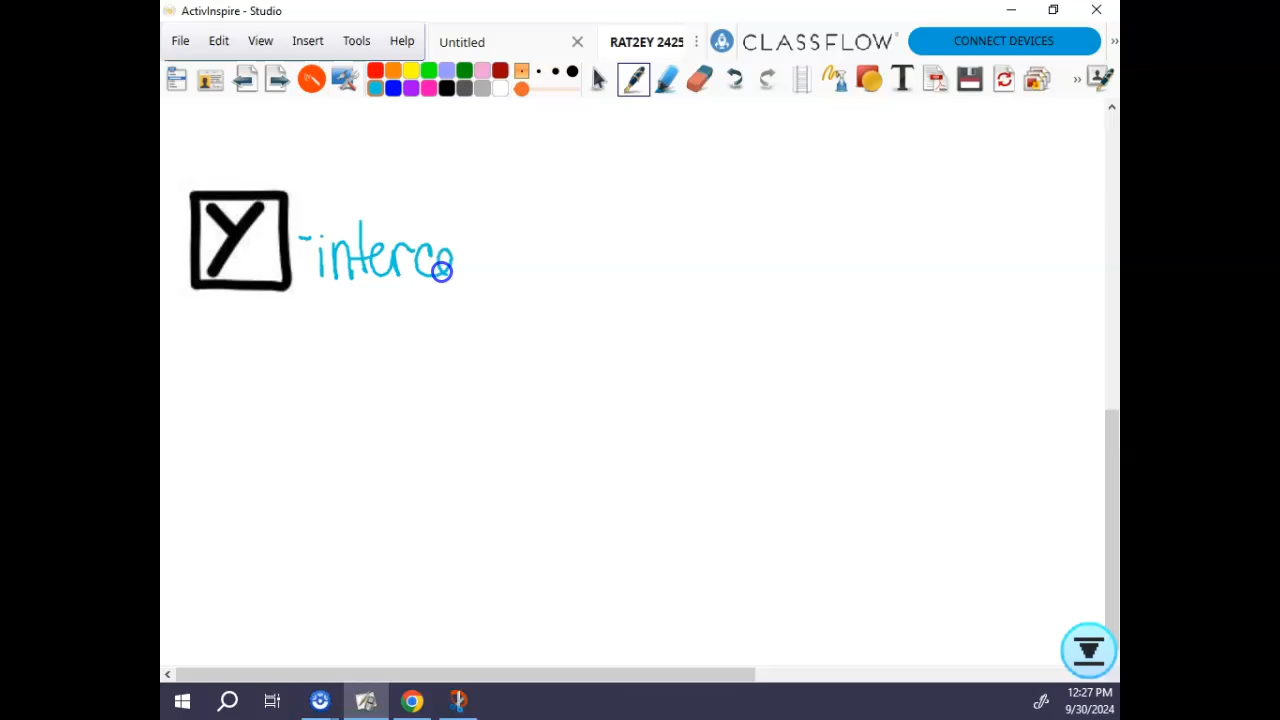 ActivInspire - Studio
File Edit View Insert Tools Help Untitled RAT2EY 2425 CLASSFLOW CONNECT DEVICES
Y -interce
12:27 PM
9/30/2024